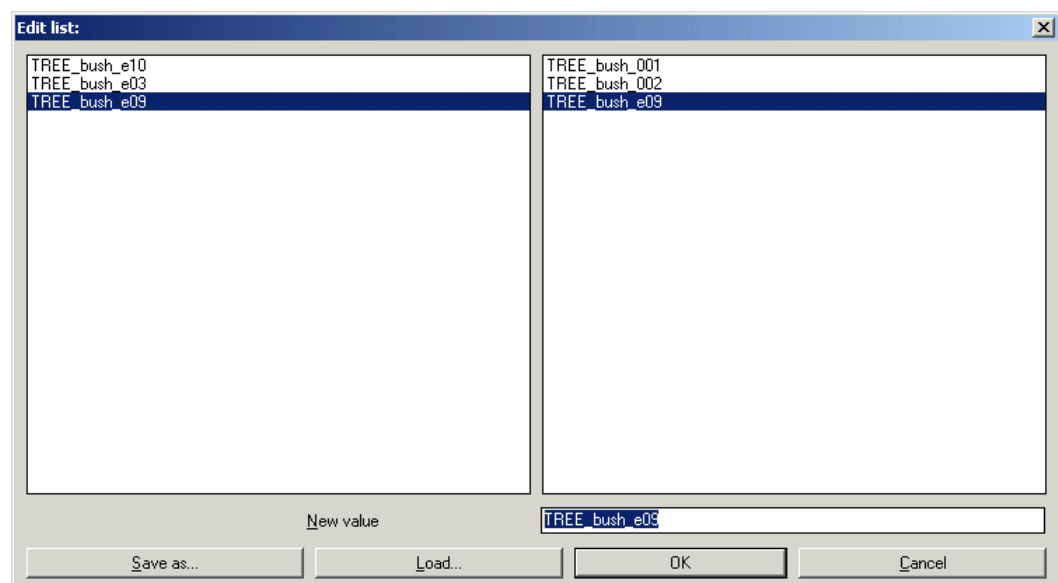 Edit list:
TREE_bush_e10
TREE_bush_e03
TREE_bush_e09
TREE_bush_001
TREE_bush_002
TREE_bush_e09
New value
TREE_bush_e09
Save as...
Load...
OK
Cancel